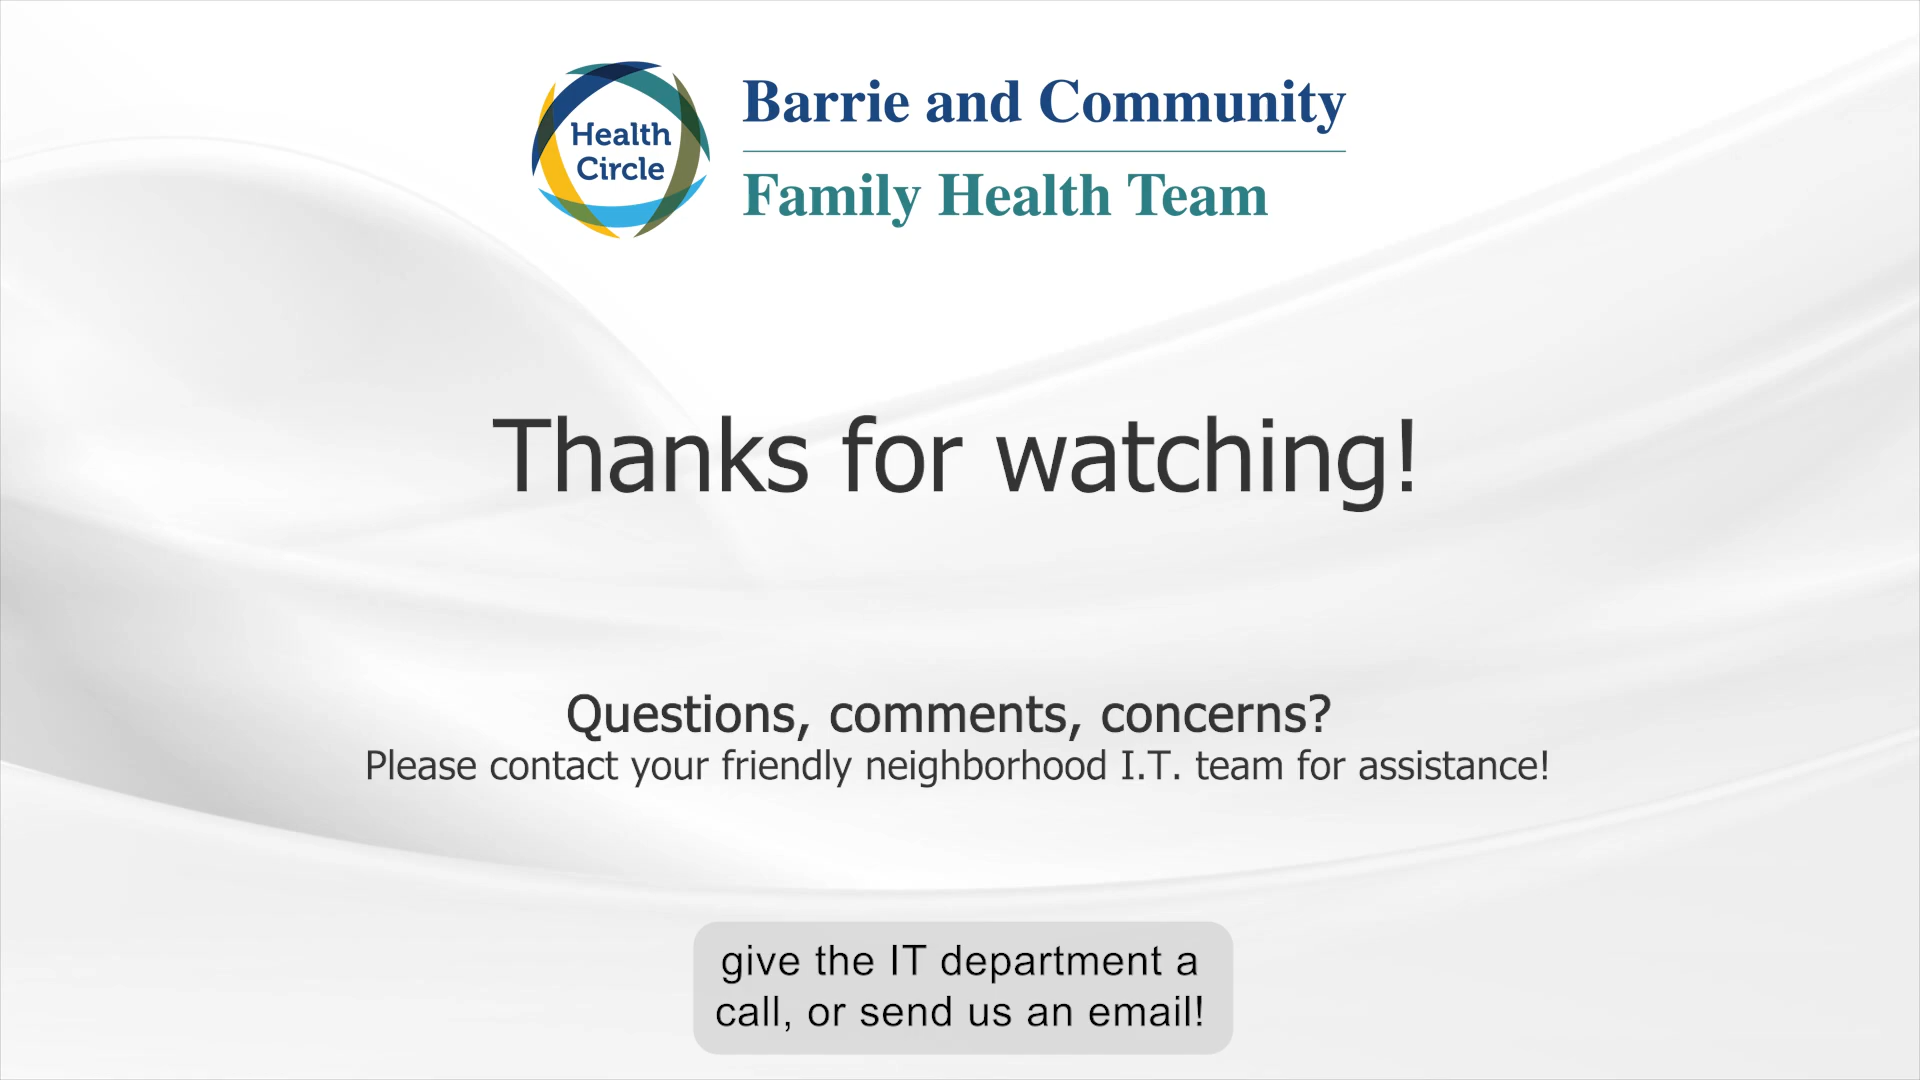 Health
Circle
Barrie and Community
Family Health Team
Thanks for watching!
Questions, comments, concerns?
Please contact your friendly neighborhood I.T. team for assistance!
give the IT department a
call, or send us an email!